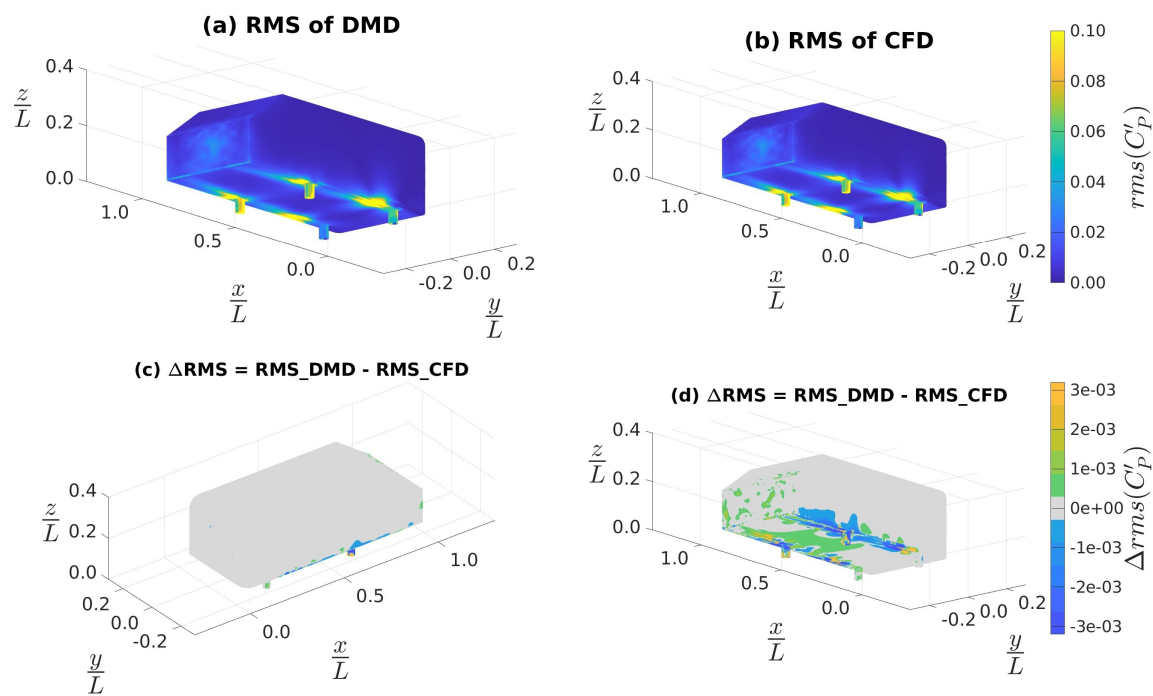 (a) RMS of DMD
(b) RMS of CFD
z/L
0.4
0.2
0.0
1.0
0.5
0.0
x/L
-0.2
0.0
0.2
y/L
z/L
0.4
0.2
0.0
1.0
0.5
0.0
x/L
-0.2
0.0
0.2
y/L
0.10
0.08
0.06
0.04
0.02
0.00
rms(C'_P)
(c) ΔRMS = RMS_DMD - RMS_CFD
(d) ΔRMS = RMS_DMD - RMS_CFD
z/L
0.4
0.2
0.0
0.2
0.0
-0.2
y/L
0.0
0.5
1.0
x/L
z/L
0.4
0.2
0.0
1.0
0.5
0.0
x/L
-0.2
0.0
0.2
y/L
3e-03
2e-03
1e-03
0e+00
-1e-03
-2e-03
-3e-03
Δrms(C'_P)